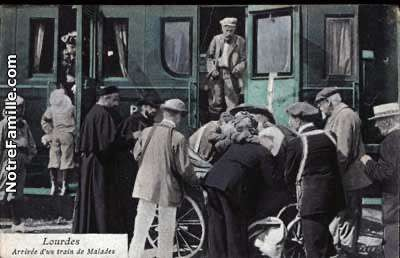 NotreFamille.com
Lourdes
Arrivée d'un train de Malades